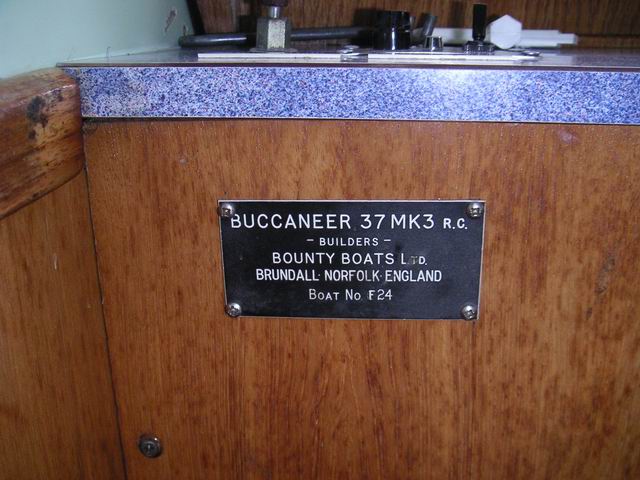 BUCCANEER 37 MK3 R.C.
– BUILDERS –
BOUNTY BOATS LTD.
BRUNDALL·NORFOLK·ENGLAND
BOAT NO F24